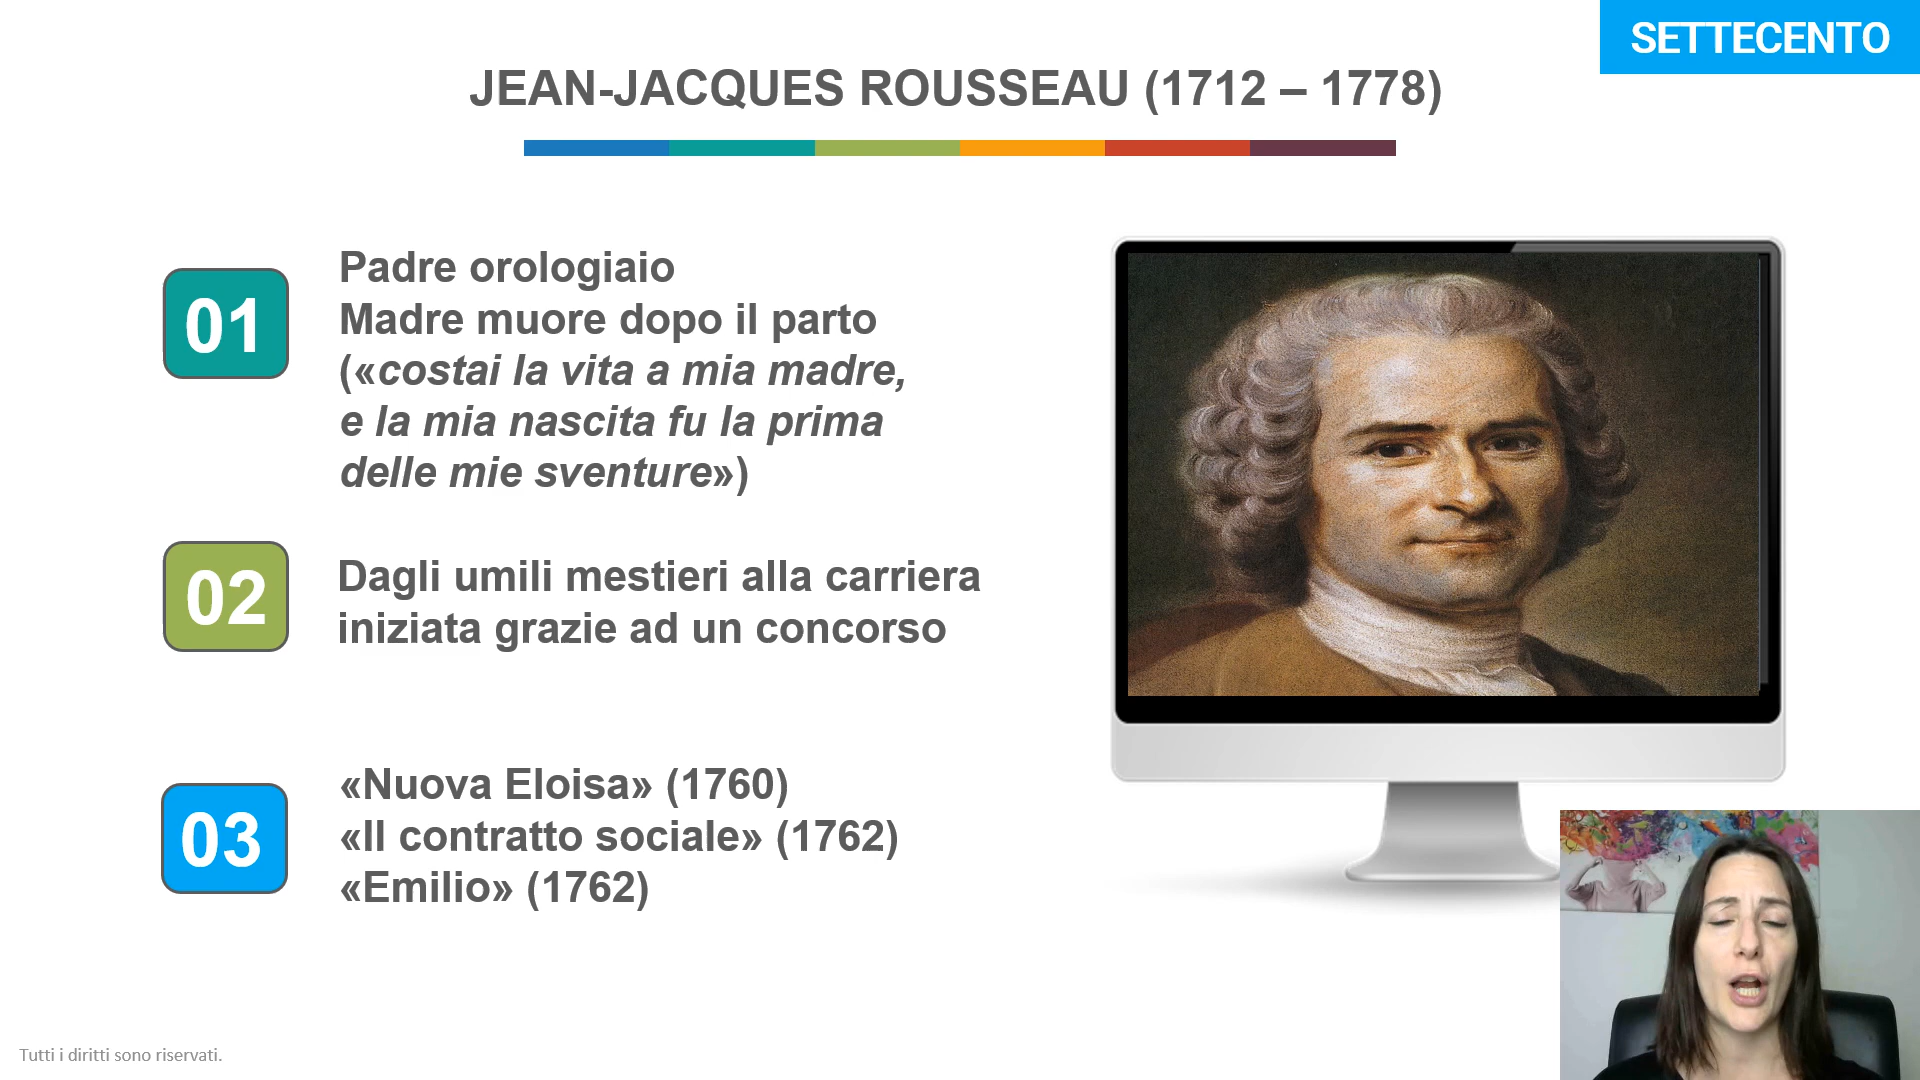 SETTECENTO
JEAN-JACQUES ROUSSEAU (1712 – 1778)
01
Padre orologiaio
Madre muore dopo il parto
(«costai la vita a mia madre,
e la mia nascita fu la prima
delle mie sventure»)
02
Dagli umili mestieri alla carriera
iniziata grazie ad un concorso
03
«Nuova Eloisa» (1760)
«Il contratto sociale» (1762)
«Emilio» (1762)
Tutti i diritti sono riservati.